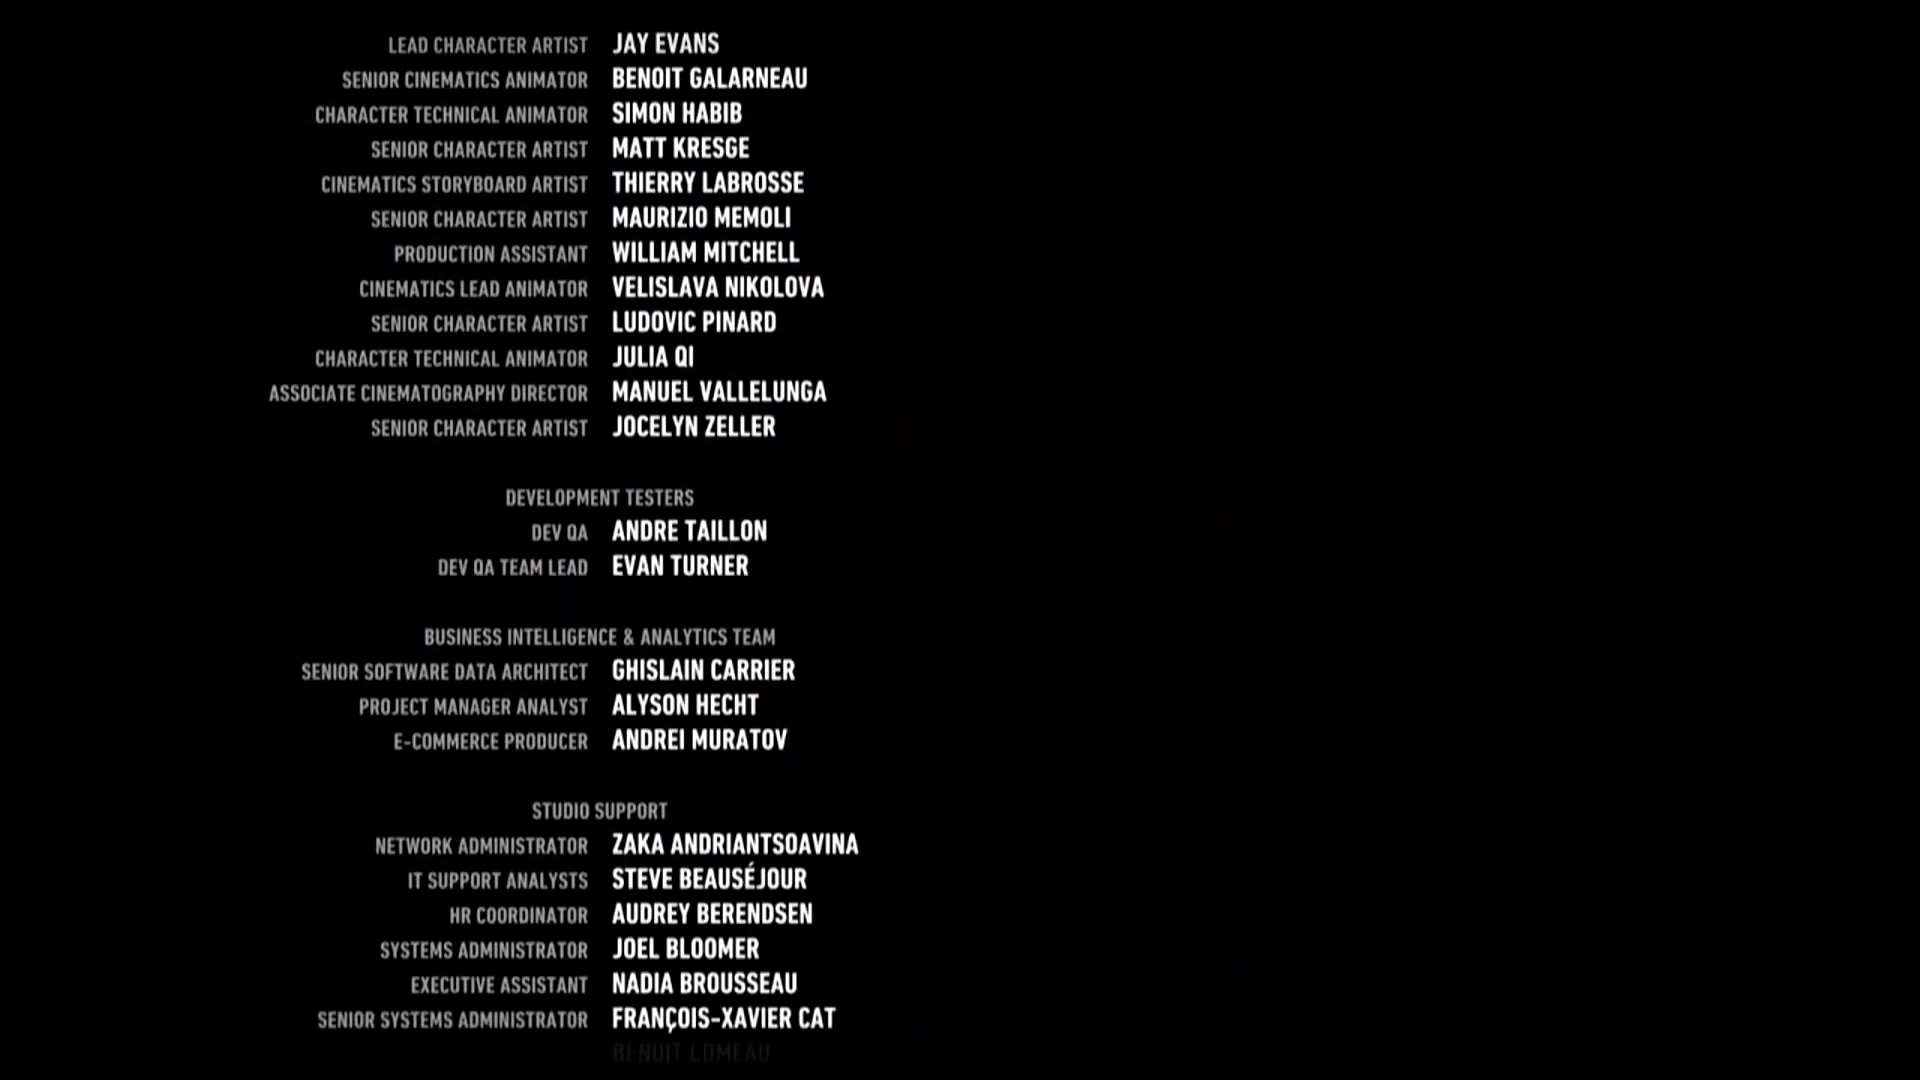 LEAD CHARACTER ARTIST JAY EVANS
SENIOR CINEMATICS ANIMATOR BENOIT GALARNEAU
CHARACTER TECHNICAL ANIMATOR SIMON HABIB
SENIOR CHARACTER ARTIST MATT KRESGE
CINEMATICS STORYBOARD ARTIST THIERRY LABROSSE
SENIOR CHARACTER ARTIST MAURIZIO MEMOLI
PRODUCTION ASSISTANT WILLIAM MITCHELL
CINEMATICS LEAD ANIMATOR VELISLAVA NIKOLOVA
SENIOR CHARACTER ARTIST LUDOVIC PINARD
CHARACTER TECHNICAL ANIMATOR JULIA QI
ASSOCIATE CINEMATOGRAPHY DIRECTOR MANUEL VALLELUNGA
SENIOR CHARACTER ARTIST JOCELYN ZELLER
DEVELOPMENT TESTERS
DEV QA ANDRE TAILLON
DEV QA TEAM LEAD EVAN TURNER
BUSINESS INTELLIGENCE & ANALYTICS TEAM
SENIOR SOFTWARE DATA ARCHITECT GHISLAIN CARRIER
PROJECT MANAGER ANALYST ALYSON HECHT
E-COMMERCE PRODUCER ANDREI MURATOV
STUDIO SUPPORT
NETWORK ADMINISTRATOR ZAKA ANDRIANTSOAVINA
IT SUPPORT ANALYSTS STEVE BEAUSÉJOUR
HR COORDINATOR AUDREY BERENDSEN
SYSTEMS ADMINISTRATOR JOEL BLOOMER
EXECUTIVE ASSISTANT NADIA BROUSSEAU
SENIOR SYSTEMS ADMINISTRATOR FRANÇOIS-XAVIER CAT
BENOIT COMEAU